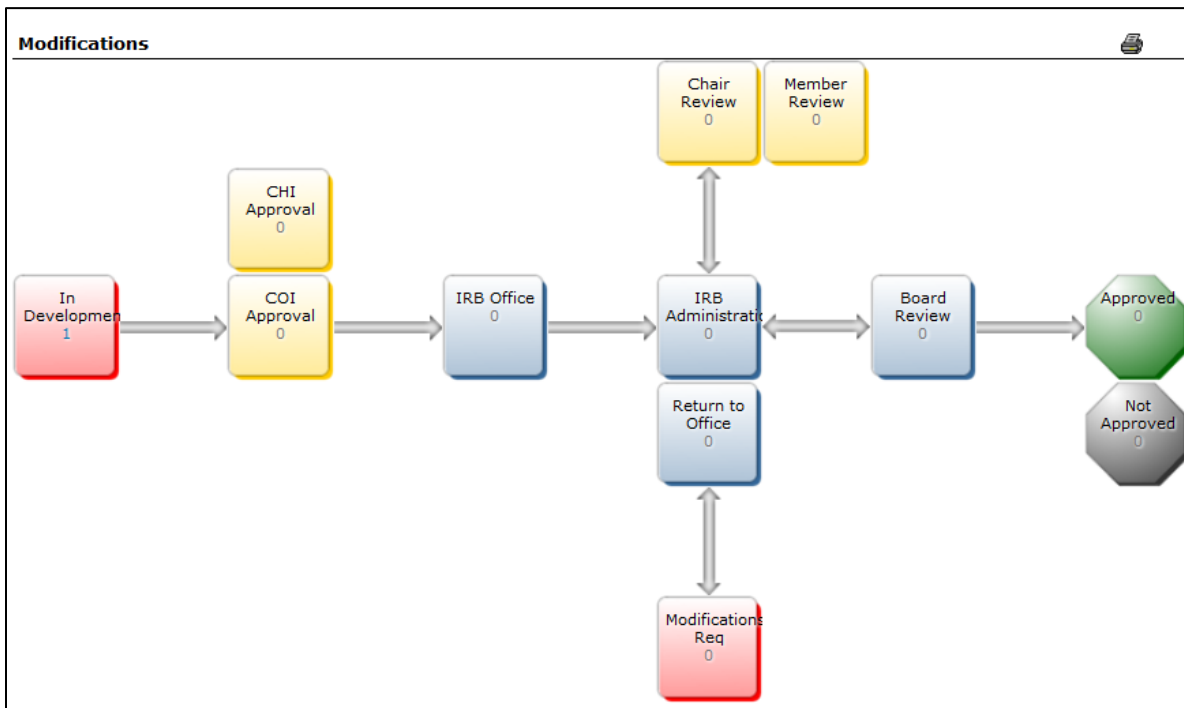 Modifications
Chair
Review
0
Member
Review
0
CHI
Approval
0
In
Developmen
1
COI
Approval
0
IRB Office
0
IRB
Administratio
0
Board
Review
0
Approved
0
Return to
Office
0
Not
Approved
0
Modifications
Req
0